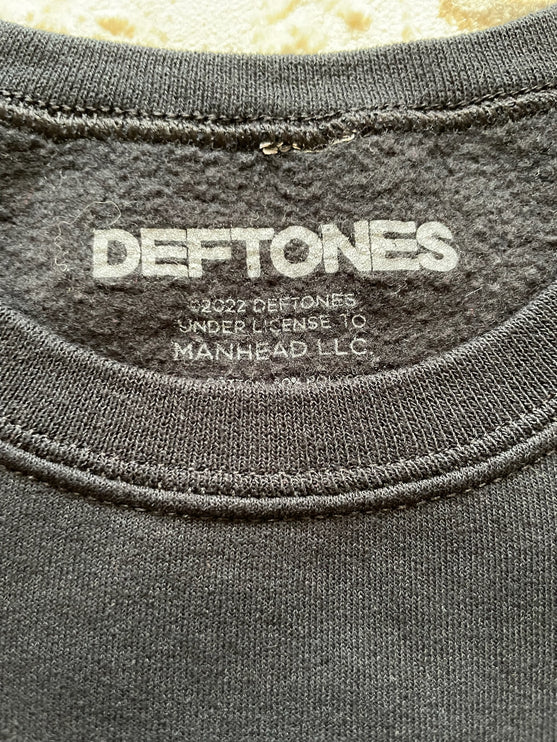 DEFTONES
©2022 DEFTONES
UNDER LICENSE TO
MANHEAD LLC.